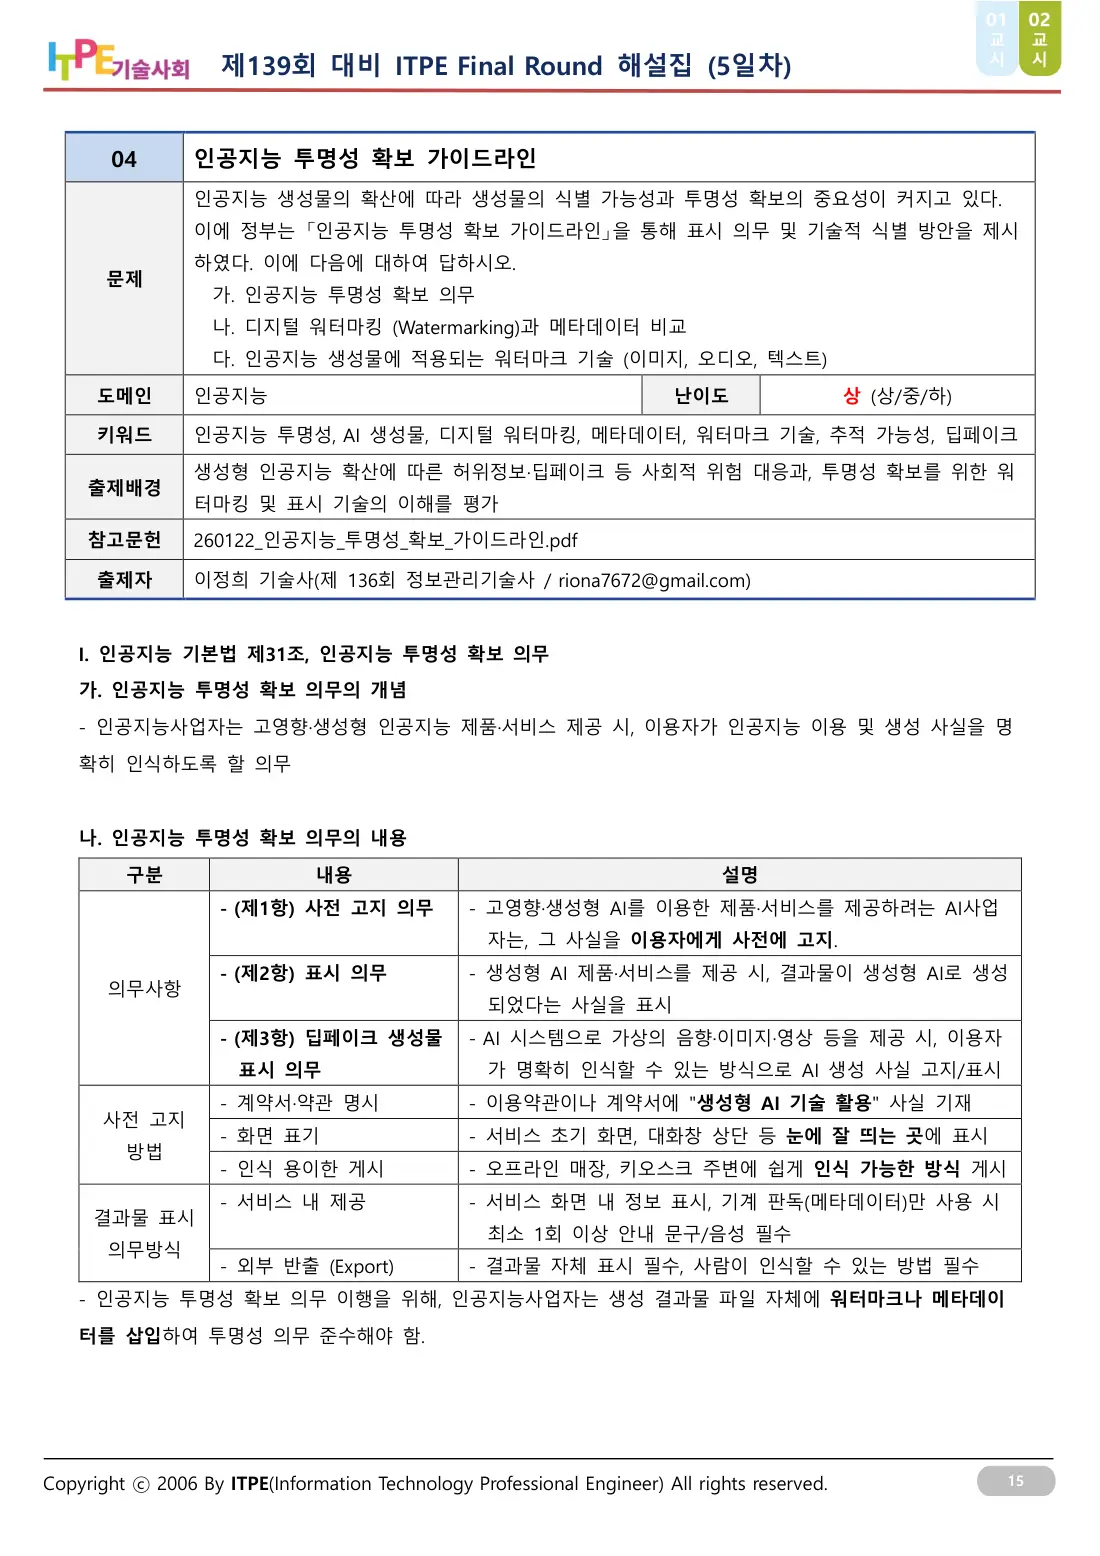 01 교시
02 교시
ITPE기술사회 제139회 대비 ITPE Final Round 해설집 (5일차)
04 인공지능 투명성 확보 가이드라인
문제
인공지능 생성물의 확산에 따라 생성물의 식별 가능성과 투명성 확보의 중요성이 커지고 있다.
이에 정부는 「인공지능 투명성 확보 가이드라인」을 통해 표시 의무 및 기술적 식별 방안을 제시
하였다. 이에 다음에 대하여 답하시오.
가. 인공지능 투명성 확보 의무
나. 디지털 워터마킹 (Watermarking)과 메타데이터 비교
다. 인공지능 생성물에 적용되는 워터마크 기술 (이미지, 오디오, 텍스트)
도메인 인공지능 난이도 상 (상/중/하)
키워드 인공지능 투명성, AI 생성물, 디지털 워터마킹, 메타데이터, 워터마크 기술, 추적 가능성, 딥페이크
출제배경
생성형 인공지능 확산에 따른 허위정보·딥페이크 등 사회적 위험 대응과, 투명성 확보를 위한 워
터마킹 및 표시 기술의 이해를 평가
참고문헌 260122_인공지능_투명성_확보_가이드라인.pdf
출제자 이정희 기술사(제 136회 정보관리기술사 / riona7672@gmail.com)
I. 인공지능 기본법 제31조, 인공지능 투명성 확보 의무
가. 인공지능 투명성 확보 의무의 개념
- 인공지능사업자는 고영향·생성형 인공지능 제품·서비스 제공 시, 이용자가 인공지능 이용 및 생성 사실을 명
확히 인식하도록 할 의무
나. 인공지능 투명성 확보 의무의 내용
구분 내용 설명
의무사항
- (제1항) 사전 고지 의무
- 고영향·생성형 AI를 이용한 제품·서비스를 제공하려는 AI사업
자는, 그 사실을 이용자에게 사전에 고지.
- (제2항) 표시 의무
- 생성형 AI 제품·서비스를 제공 시, 결과물이 생성형 AI로 생성
되었다는 사실을 표시
- (제3항) 딥페이크 생성물
표시 의무
- AI 시스템으로 가상의 음향·이미지·영상 등을 제공 시, 이용자
가 명확히 인식할 수 있는 방식으로 AI 생성 사실 고지/표시
사전 고지
방법
- 계약서·약관 명시 - 이용약관이나 계약서에 "생성형 AI 기술 활용" 사실 기재
- 화면 표기 - 서비스 초기 화면, 대화창 상단 등 눈에 잘 띄는 곳에 표시
- 인식 용이한 게시 - 오프라인 매장, 키오스크 주변에 쉽게 인식 가능한 방식 게시
결과물 표시
의무방식
- 서비스 내 제공
- 서비스 화면 내 정보 표시, 기계 판독(메타데이터)만 사용 시
최소 1회 이상 안내 문구/음성 필수
- 외부 반출 (Export) - 결과물 자체 표시 필수, 사람이 인식할 수 있는 방법 필수
- 인공지능 투명성 확보 의무 이행을 위해, 인공지능사업자는 생성 결과물 파일 자체에 워터마크나 메타데이
터를 삽입하여 투명성 의무 준수해야 함.
Copyright ⓒ 2006 By ITPE(Information Technology Professional Engineer) All rights reserved.
15